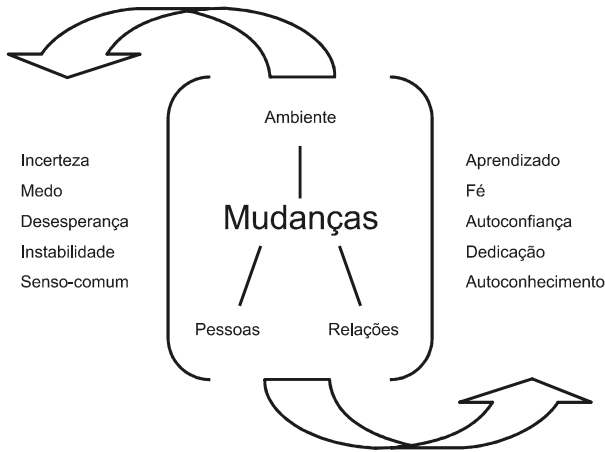 Ambiente
Incerteza
Medo
Desesperança
Instabilidade
Senso-comum
Mudanças
Pessoas
Relações
Aprendizado
Fé
Autoconfiança
Dedicação
Autoconhecimento